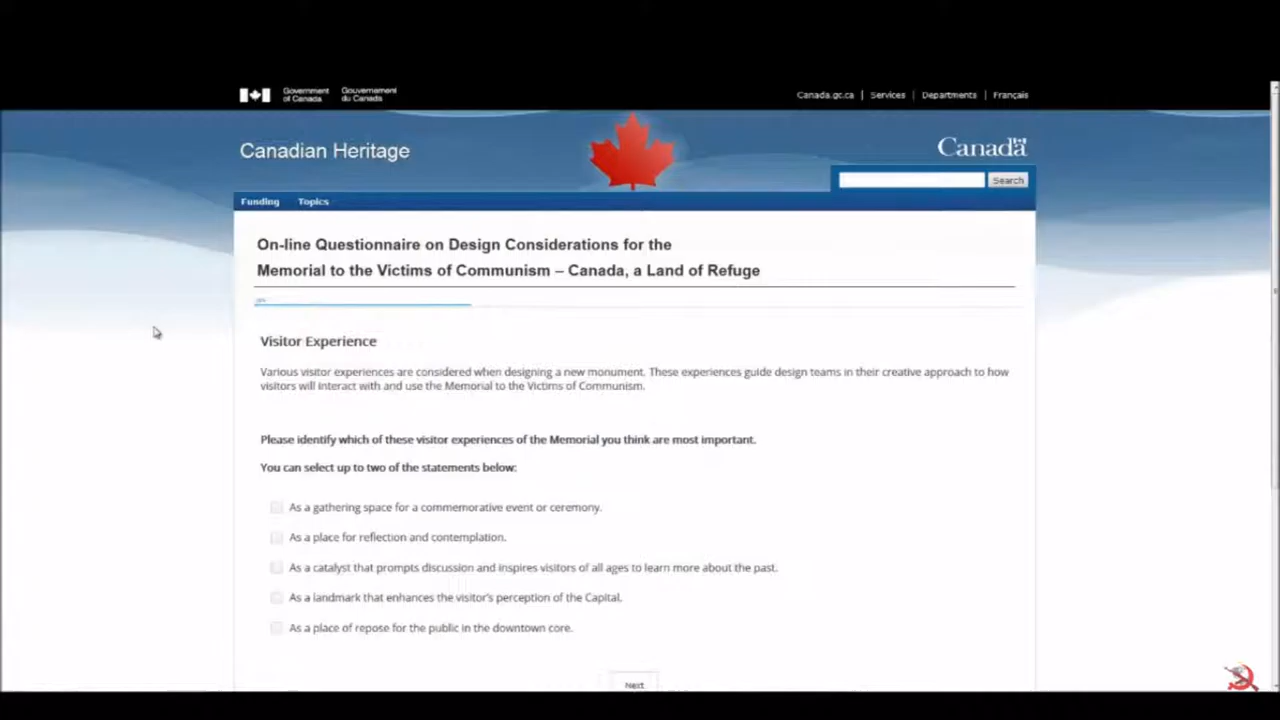 Government of Canada
Gouvernement du Canada
Canada.gc.ca | Services | Departments | Français
Canadian Heritage
Canada
Search
Funding Topics
On-line Questionnaire on Design Considerations for the
Memorial to the Victims of Communism – Canada, a Land of Refuge
Visitor Experience
Various visitor experiences are considered when designing a new monument. These experiences guide design teams in their creative approach to how
visitors will interact with and use the Memorial to the Victims of Communism.
Please identify which of these visitor experiences of the Memorial you think are most important.
You can select up to two of the statements below:
As a gathering space for a commemorative event or ceremony.
As a place for reflection and contemplation.
As a catalyst that prompts discussion and inspires visitors of all ages to learn more about the past.
As a landmark that enhances the visitor's perception of the Capital.
As a place of repose for the public in the downtown core.
Next